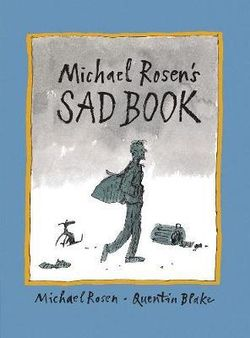 Michael Rosen's
SAD BOOK
Michael Rosen · Quentin Blake